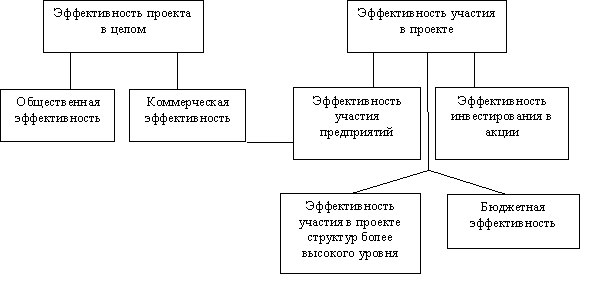 Эффективность проекта
в целом
Эффективность участия
в проекте
Общественная
эффективность
Коммерческая
эффективность
Эффективность
участия
предприятий
Эффективность
инвестирования в
акции
Эффективность
участия в проекте
структур более
высокого уровня
Бюджетная
эффективность